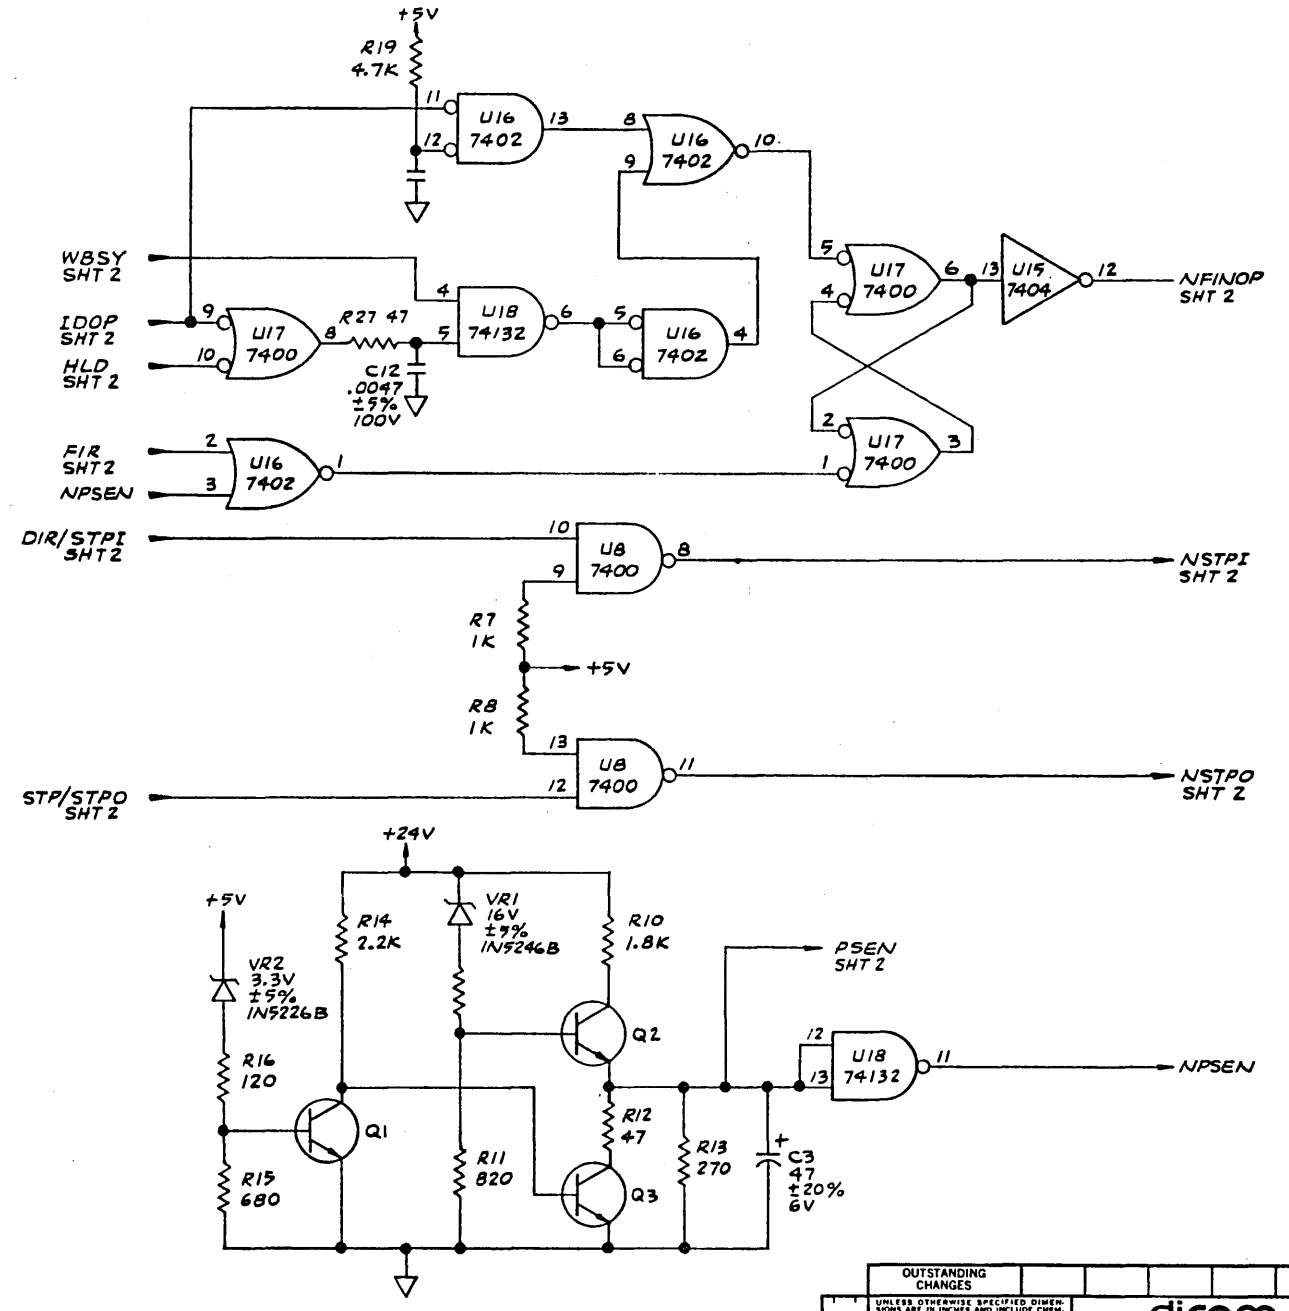 +5V
R19
4.7K
11
12
U16
7402
13
8
9
U16
7402
10
WBSY
SHT 2
IDOP
SHT 2
HLD
SHT 2
9
10
U17
7400
8
R27 47
C12
.0047
±5%
100V
4
5
U18
74132
6
5
6
U16
7402
4
5
4
U17
7400
6
13
U15
7404
12
NFINOP
SHT 2
FIR
SHT 2
NPSEN
2
3
U16
7402
1
2
1
U17
7400
3
DIR/STPI
SHT 2
10
9
U8
7400
8
NSTPI
SHT 2
R7
1K
+5V
R8
1K
STP/STPO
SHT 2
13
12
U8
7400
11
NSTPO
SHT 2
+24V
+5V
R14
2.2K
VR1
16V
±5%
1N5246B
R10
1.8K
PSEN
SHT 2
VR2
3.3V
±5%
1N5226B
R16
120
Q1
R15
680
R11
820
Q2
R12
47
Q3
R13
270
+
C3
47
±20%
6V
12
13
U18
74132
11
NPSEN
OUTSTANDING
CHANGES
UNLESS OTHERWISE SPECIFIED DIMEN-